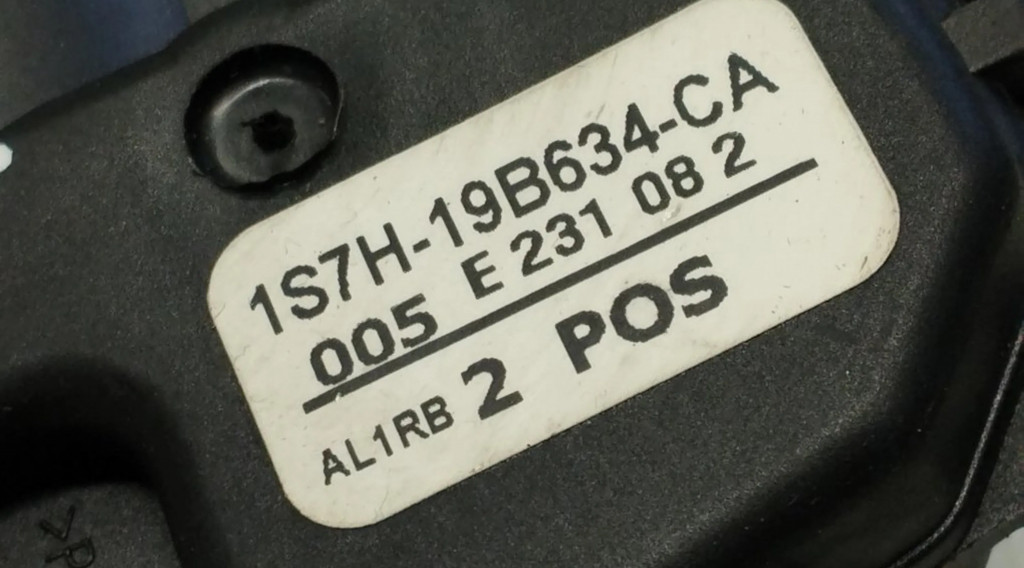 1S7H-19B634-CA
005 E 231 08 2
AL1RB 2 POS
>P